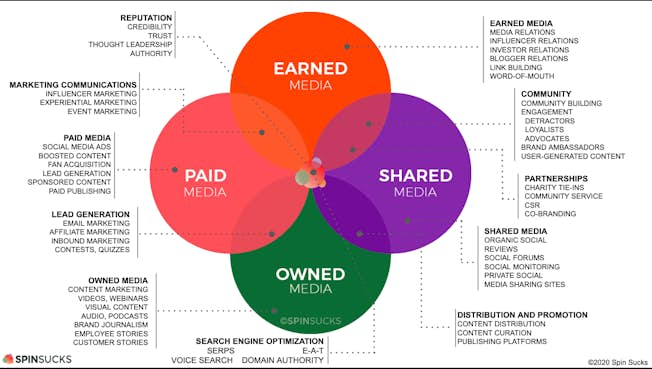 REPUTATION
CREDIBILITY
TRUST
THOUGHT LEADERSHIP
AUTHORITY
MARKETING COMMUNICATIONS
INFLUENCER MARKETING
EXPERIENTIAL MARKETING
EVENT MARKETING
PAID MEDIA
SOCIAL MEDIA ADS
BOOSTED CONTENT
FAN ACQUISITION
LEAD GENERATION
SPONSORED CONTENT
PAID PUBLISHING
LEAD GENERATION
EMAIL MARKETING
AFFILIATE MARKETING
INBOUND MARKETING
CONTESTS, QUIZZES
OWNED MEDIA
CONTENT MARKETING
VIDEOS, WEBINARS
VISUAL CONTENT
AUDIO, PODCASTS
BRAND JOURNALISM
EMPLOYEE STORIES
CUSTOMER STORIES
EARNED
MEDIA
PAID
MEDIA
SHARED
MEDIA
OWNED
MEDIA
©SPINSUCKS
SEARCH ENGINE OPTIMIZATION
SERPS E-A-T
VOICE SEARCH DOMAIN AUTHORITY
EARNED MEDIA
MEDIA RELATIONS
INFLUENCER RELATIONS
INVESTOR RELATIONS
BLOGGER RELATIONS
LINK BUILDING
WORD-OF-MOUTH
COMMUNITY
COMMUNITY BUILDING
ENGAGEMENT
DETRACTORS
LOYALISTS
ADVOCATES
BRAND AMBASSADORS
USER-GENERATED CONTENT
PARTNERSHIPS
CHARITY TIE-INS
COMMUNITY SERVICE
CSR
CO-BRANDING
SHARED MEDIA
ORGANIC SOCIAL
REVIEWS
SOCIAL FORUMS
SOCIAL MONITORING
PRIVATE SOCIAL
MEDIA SHARING SITES
DISTRIBUTION AND PROMOTION
CONTENT DISTRIBUTION
CONTENT CURATION
PUBLISHING PLATFORMS
SPINSUCKS
©2020 Spin Sucks